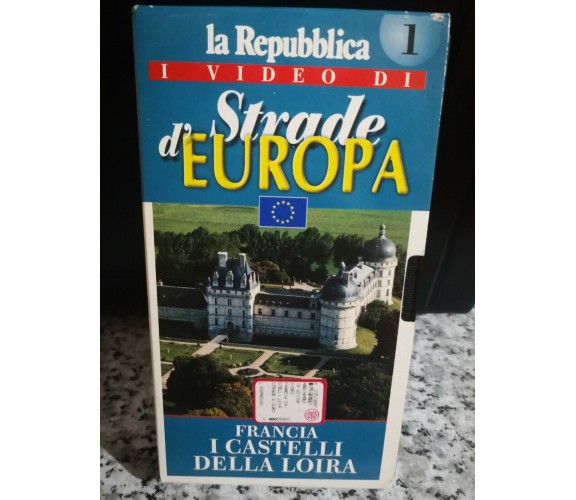 la Repubblica
1
I VIDEO DI
Strade
d'EUROPA
FRANCIA
I CASTELLI
DELLA LOIRA